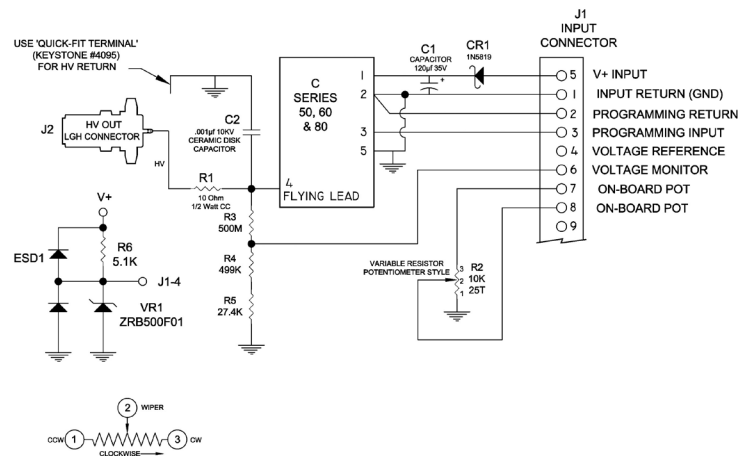 J1
INPUT
CONNECTOR
USE 'QUICK-FIT TERMINAL'
(KEYSTONE #4095)
FOR HV RETURN
C1
CAPACITOR
120µf 35V
+
CR1
1N5819
C
SERIES
50, 60
& 80
1
2
3
5
4
FLYING LEAD
5 V+ INPUT
1 INPUT RETURN (GND)
2 PROGRAMMING RETURN
3 PROGRAMMING INPUT
4 VOLTAGE REFERENCE
6 VOLTAGE MONITOR
7 ON-BOARD POT
8 ON-BOARD POT
9
C2
.001µf 10KV
CERAMIC DISK
CAPACITOR
J2
HV OUT
LGH CONNECTOR
HV
R1
10 Ohm
1/2 Watt CC
R3
500M
R4
499K
R5
27.4K
V+
ESD1
R6
5.1K
J1-4
VR1
ZRB500F01
VARIABLE RESISTOR
POTENTIOMETER STYLE
3
2
1
R2
10K
25T
2 WIPER
CCW 1
3 CW
CLOCKWISE